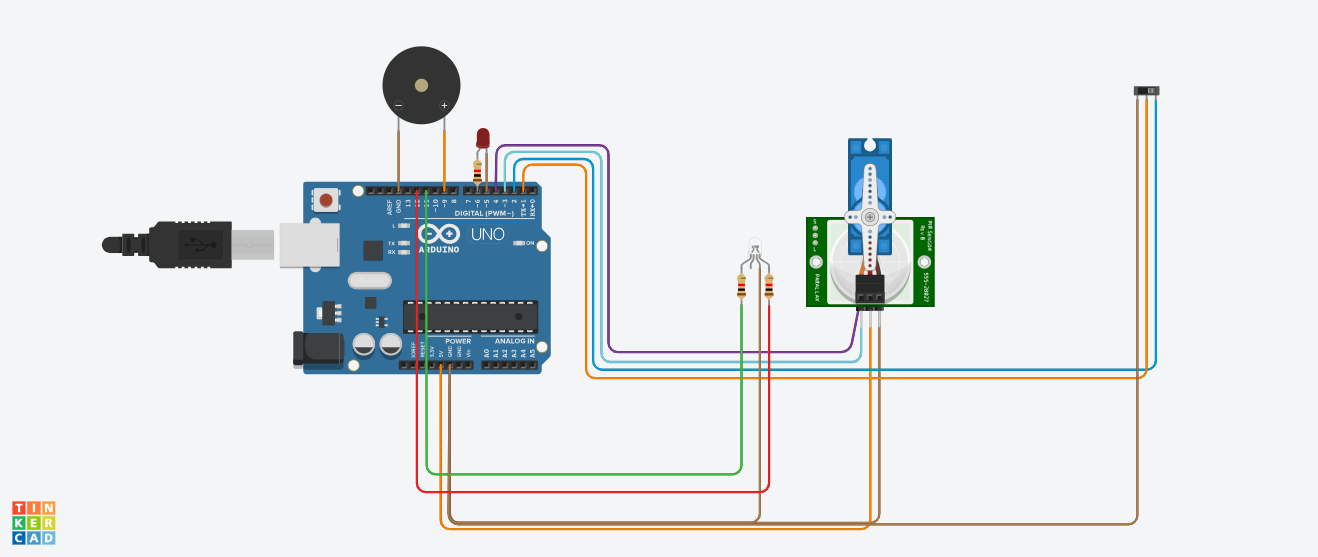 AREF
GND
13
12
~11
~10
~9
8
7
~6
~5
4
~3
2
TX→1
RX←0
DIGITAL (PWM~)
L
TX
RX
UNO
ON
ARDUINO
POWER
ANALOG IN
IOREF
RESET
3.3V
5V
GND
GND
Vin
A0
A1
A2
A3
A4
A5
PIR Sensor
Rev B
PARALLAX
555-28027
TIN
KER
CAD